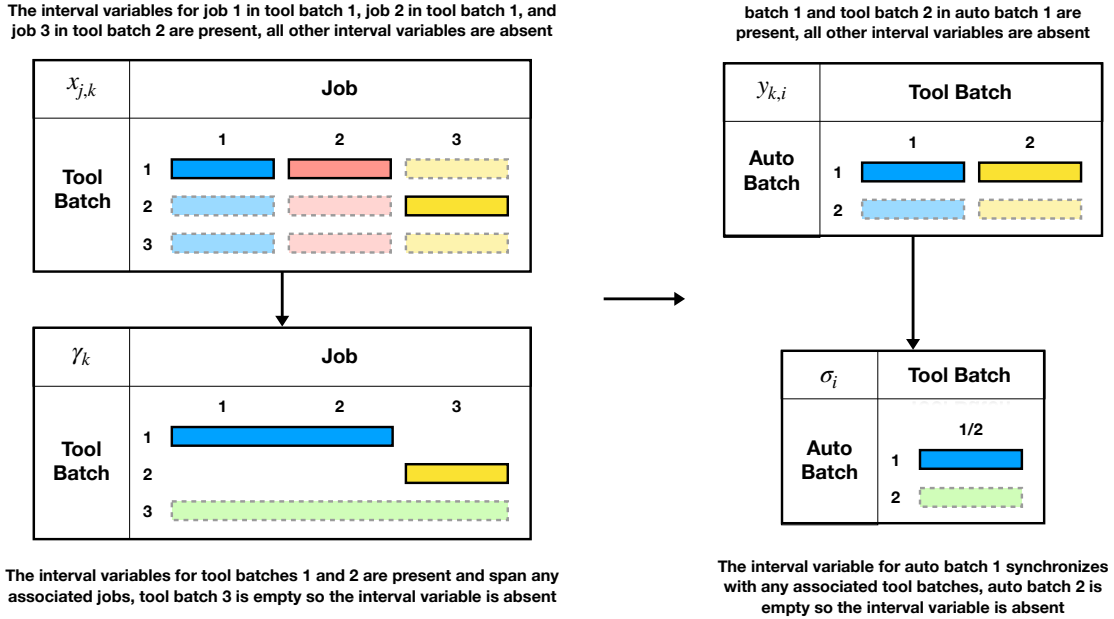 The interval variables for job 1 in tool batch 1, job 2 in tool batch 1, and
job 3 in tool batch 2 are present, all other interval variables are absent
x_{j,k}
Job
Tool
Batch
1 2 3
1
2
3
γ_k
Job
Tool
Batch
1 2 3
1
2
3
The interval variables for tool batches 1 and 2 are present and span any
associated jobs, tool batch 3 is empty so the interval variable is absent
batch 1 and tool batch 2 in auto batch 1 are
present, all other interval variables are absent
y_{k,i}
Tool Batch
Auto
Batch
1 2
1
2
σ_i
Tool Batch
Auto
Batch
1/2
1
2
The interval variable for auto batch 1 synchronizes
with any associated tool batches, auto batch 2 is
empty so the interval variable is absent